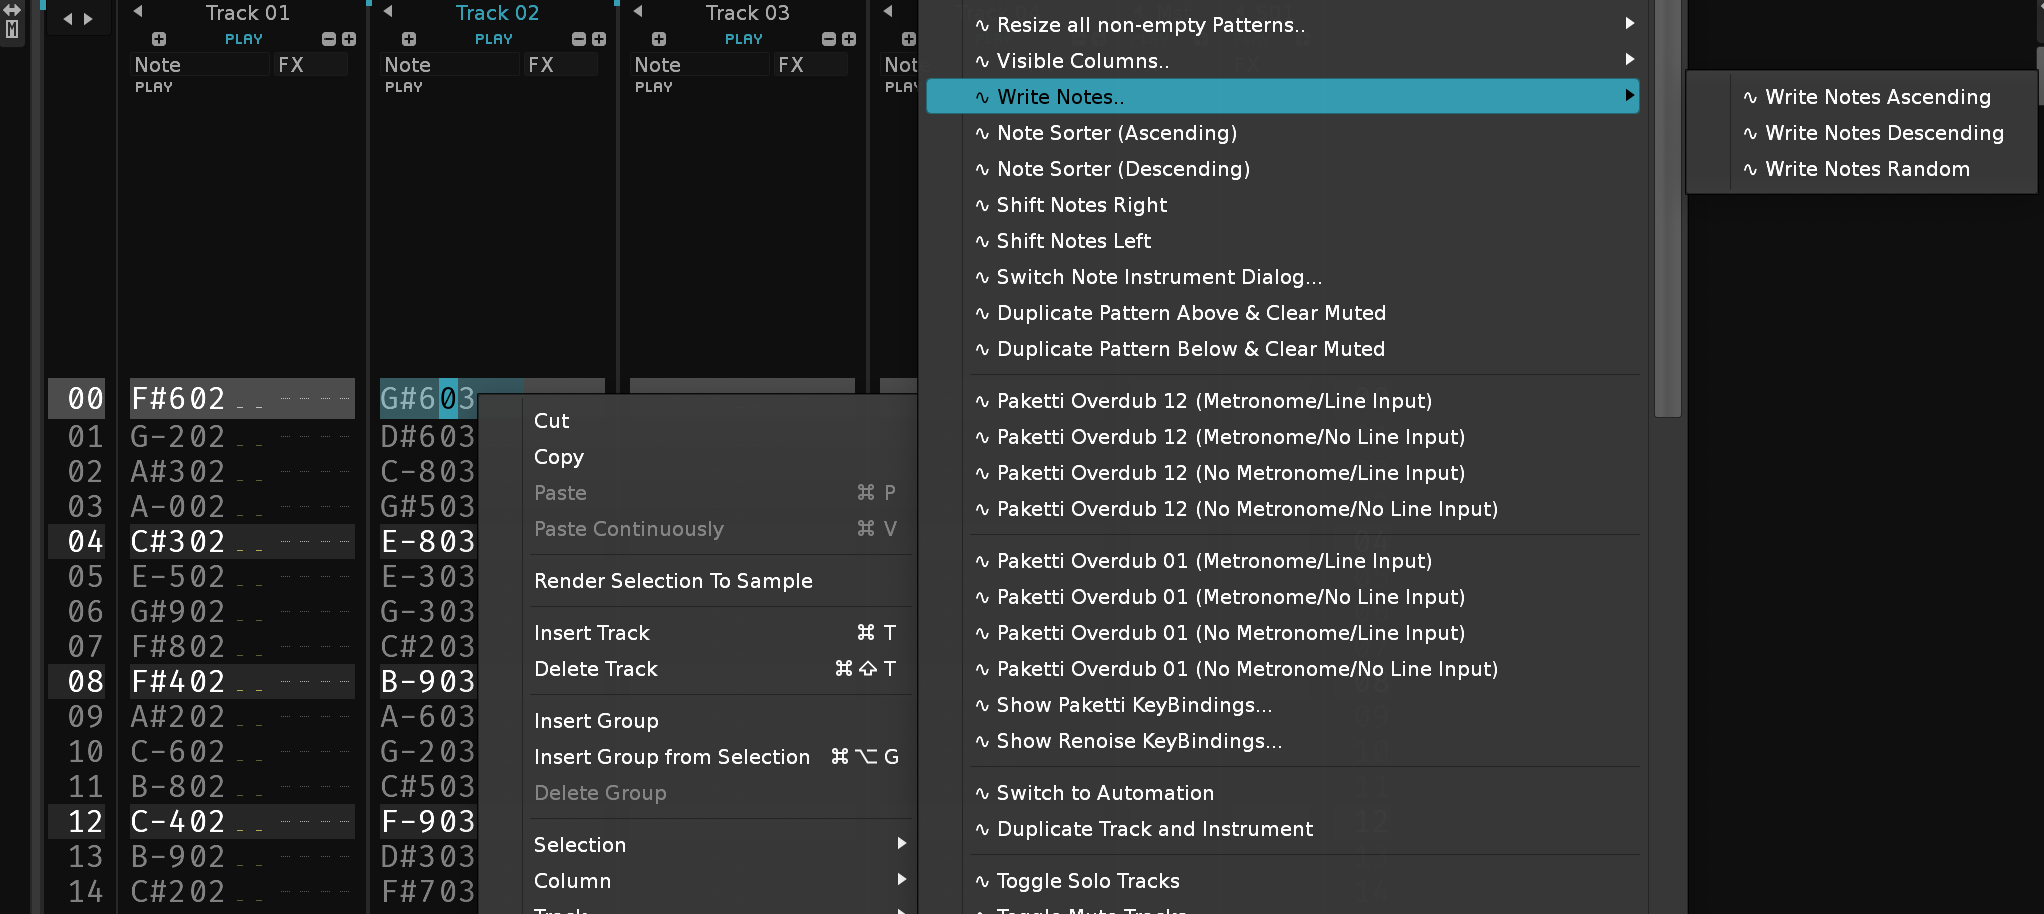 Track 01
Track 02
Track 03
PLAY
PLAY
PLAY
Note FX
Note FX
Note FX
PLAY
PLAY
PLAY
M
00 F#602 G#603
01 G-202 D#603
02 A#302 C-803
03 A-002 G#503
04 C#302 E-803
05 E-502 E-303
06 G#902 G-303
07 F#802 C#203
08 F#402 B-903
09 A#202 A-603
10 C-602 G-203
11 B-802 C#503
12 C-402 F-903
13 B-902 D#303
14 C#202 F#703
Cut
Copy
Paste ⌘ P
Paste Continuously ⌘ V
Render Selection To Sample
Insert Track ⌘ T
Delete Track ⌘⇧ T
Insert Group
Insert Group from Selection ⌘⌥ G
Delete Group
Selection
Column
Track
∿ Resize all non-empty Patterns..
∿ Visible Columns..
∿ Write Notes..
∿ Note Sorter (Ascending)
∿ Note Sorter (Descending)
∿ Shift Notes Right
∿ Shift Notes Left
∿ Switch Note Instrument Dialog...
∿ Duplicate Pattern Above & Clear Muted
∿ Duplicate Pattern Below & Clear Muted
∿ Paketti Overdub 12 (Metronome/Line Input)
∿ Paketti Overdub 12 (Metronome/No Line Input)
∿ Paketti Overdub 12 (No Metronome/Line Input)
∿ Paketti Overdub 12 (No Metronome/No Line Input)
∿ Paketti Overdub 01 (Metronome/Line Input)
∿ Paketti Overdub 01 (Metronome/No Line Input)
∿ Paketti Overdub 01 (No Metronome/Line Input)
∿ Paketti Overdub 01 (No Metronome/No Line Input)
∿ Show Paketti KeyBindings...
∿ Show Renoise KeyBindings...
∿ Switch to Automation
∿ Duplicate Track and Instrument
∿ Toggle Solo Tracks
∿ Toggle Mute Tracks
∿ Write Notes Ascending
∿ Write Notes Descending
∿ Write Notes Random